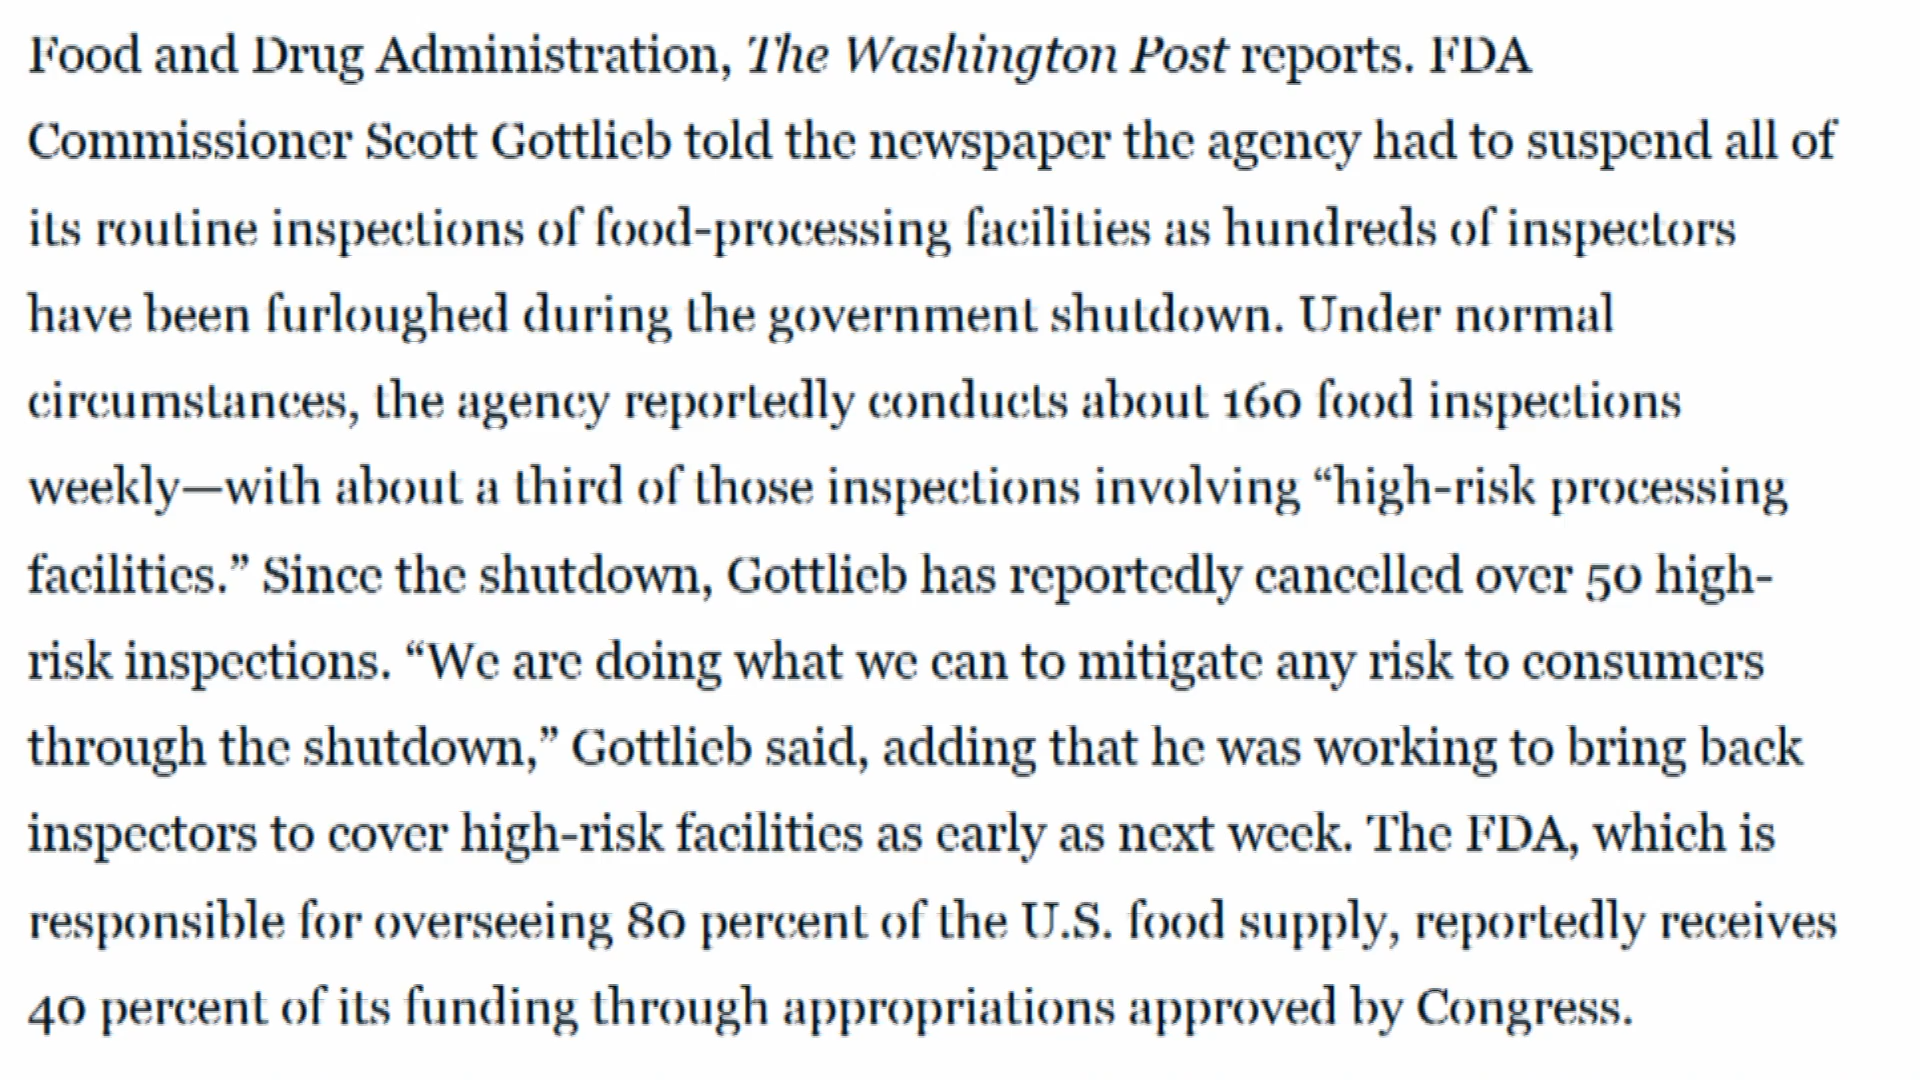 Food and Drug Administration, The Washington Post reports. FDA
Commissioner Scott Gottlieb told the newspaper the agency had to suspend all of
its routine inspections of food-processing facilities as hundreds of inspectors
have been furloughed during the government shutdown. Under normal
circumstances, the agency reportedly conducts about 160 food inspections
weekly—with about a third of those inspections involving “high-risk processing
facilities.” Since the shutdown, Gottlieb has reportedly cancelled over 50 high-
risk inspections. “We are doing what we can to mitigate any risk to consumers
through the shutdown,” Gottlieb said, adding that he was working to bring back
inspectors to cover high-risk facilities as early as next week. The FDA, which is
responsible for overseeing 80 percent of the U.S. food supply, reportedly receives
40 percent of its funding through appropriations approved by Congress.